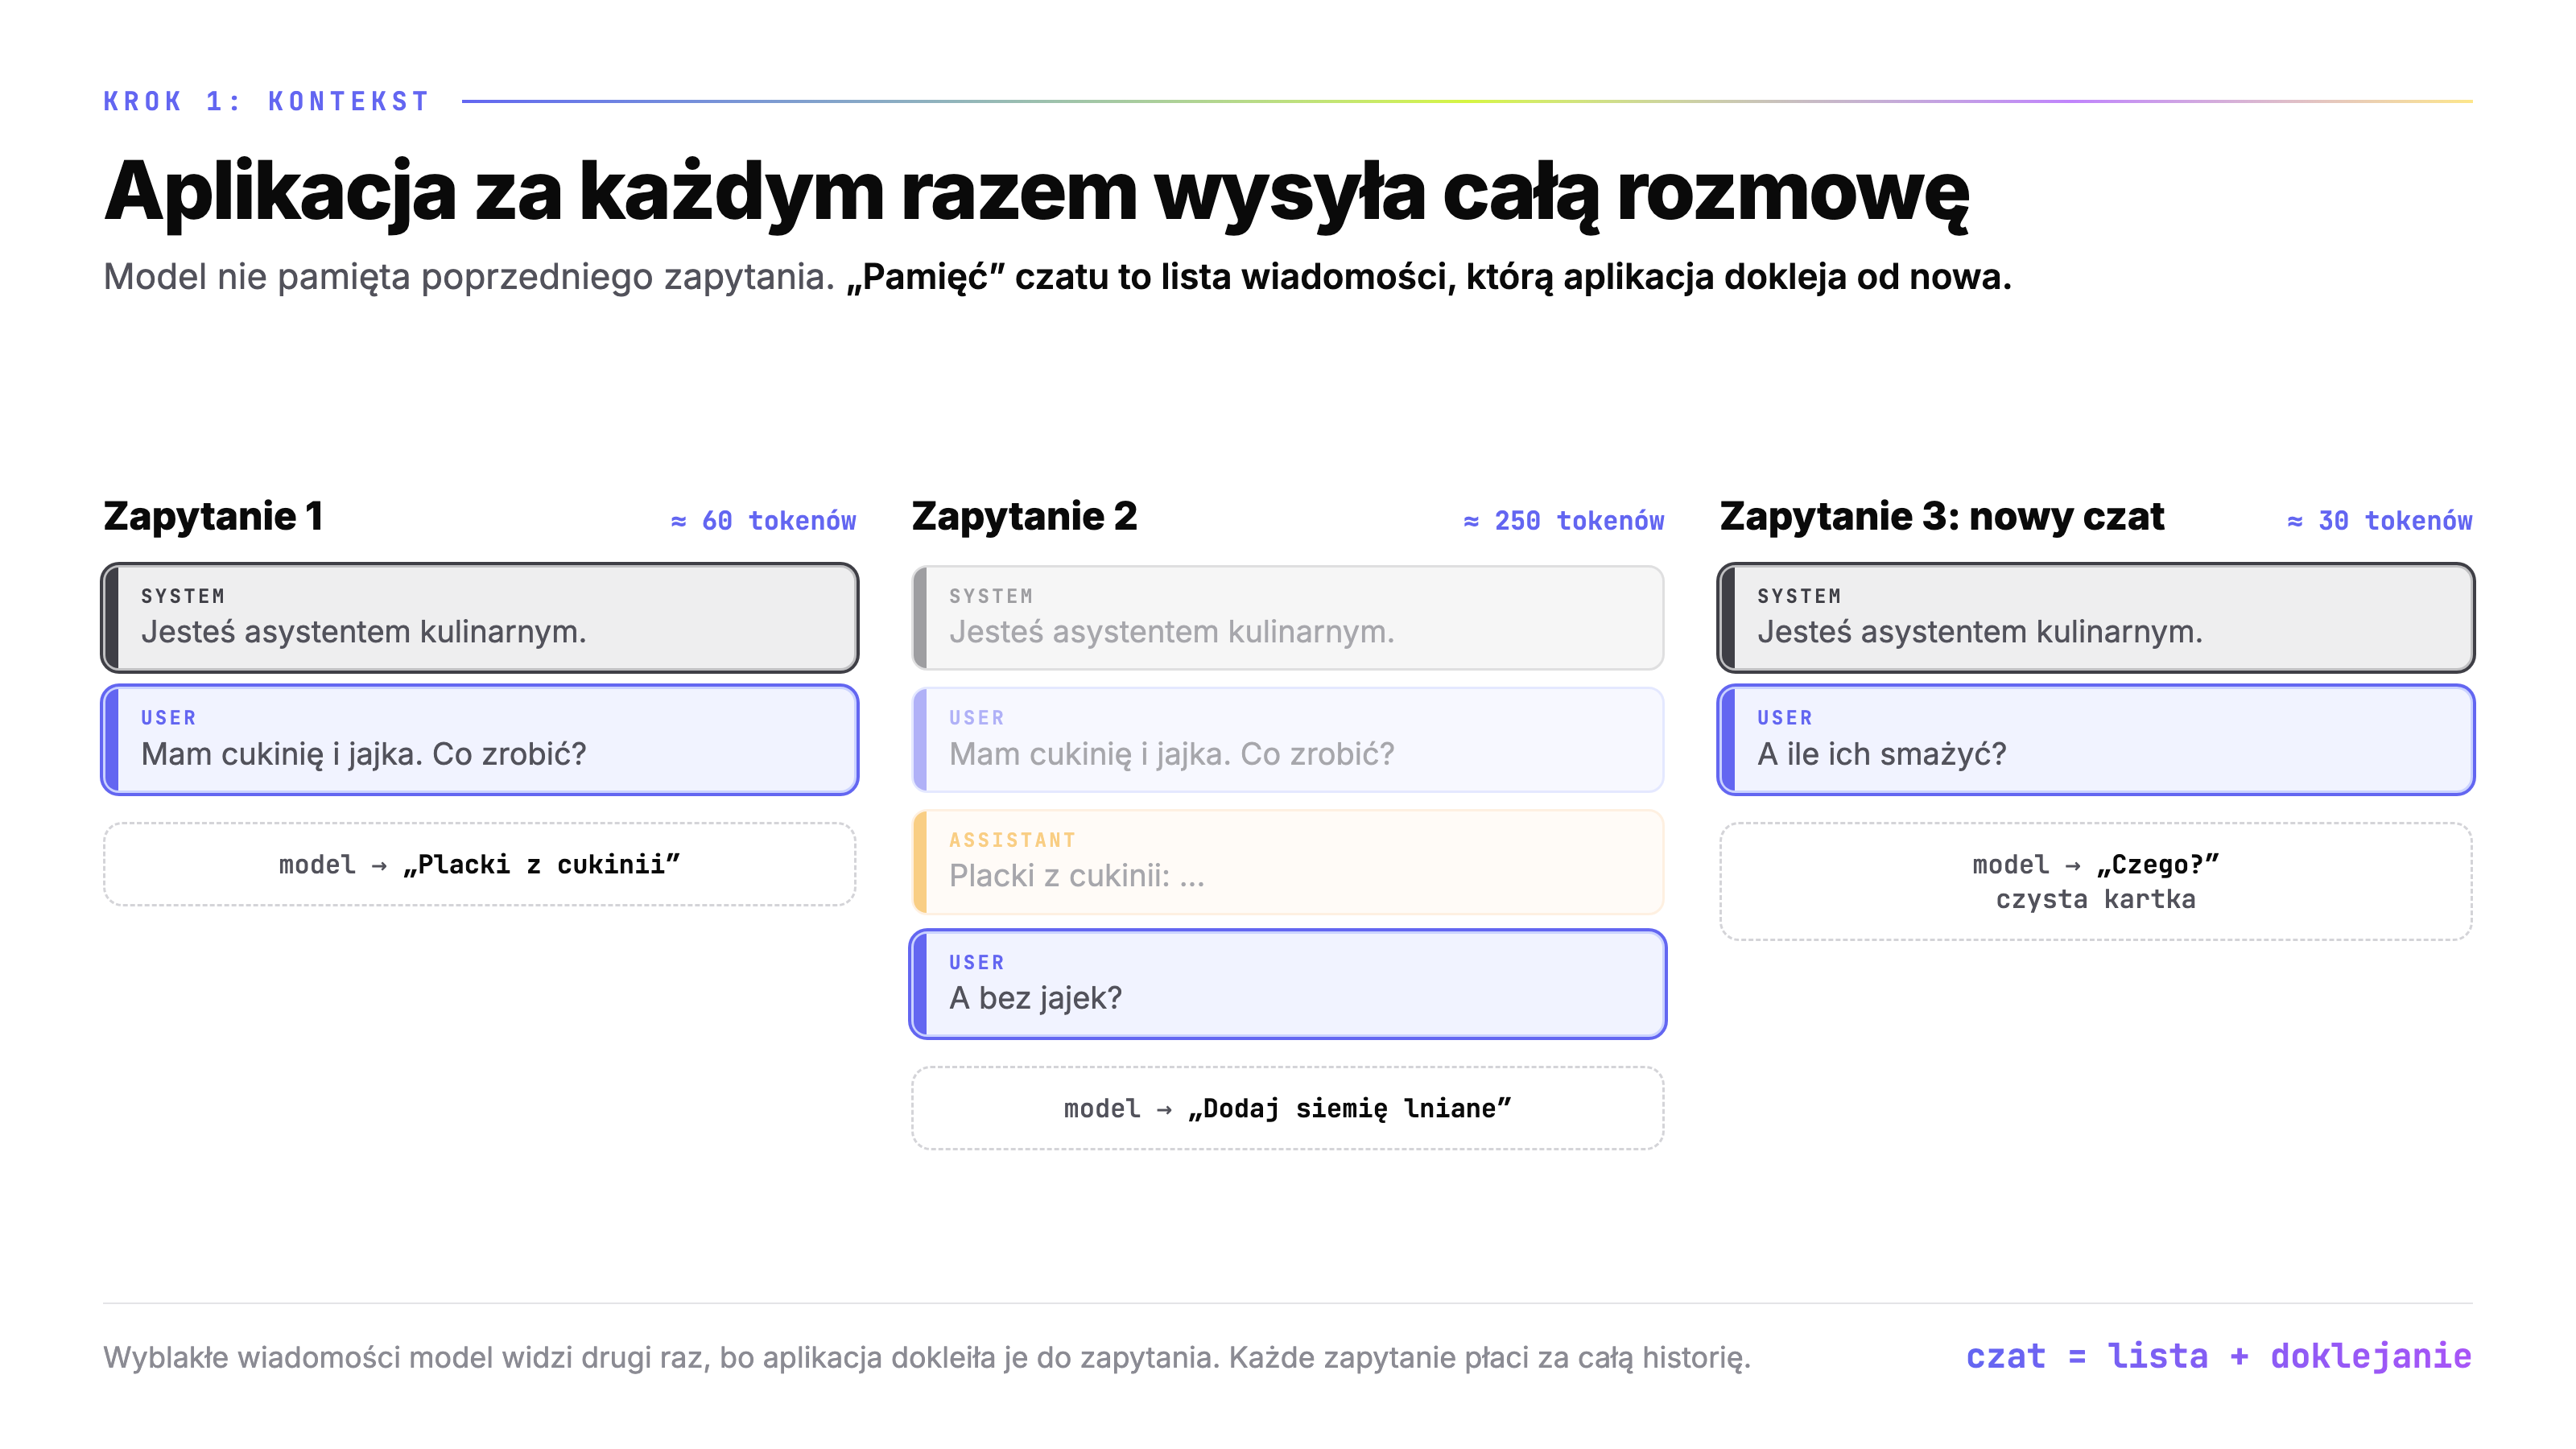 KROK 1: KONTEKST
Aplikacja za każdym razem wysyła całą rozmowę
Model nie pamięta poprzedniego zapytania. „Pamięć” czatu to lista wiadomości, którą aplikacja dokleja od nowa.
Zapytanie 1
≈ 60 tokenów
SYSTEM
Jesteś asystentem kulinarnym.
USER
Mam cukinię i jajka. Co zrobić?
model → „Placki z cukinii”
Zapytanie 2
≈ 250 tokenów
SYSTEM
Jesteś asystentem kulinarnym.
USER
Mam cukinię i jajka. Co zrobić?
ASSISTANT
Placki z cukinii: ...
USER
A bez jajek?
model → „Dodaj siemię lniane”
Zapytanie 3: nowy czat
≈ 30 tokenów
SYSTEM
Jesteś asystentem kulinarnym.
USER
A ile ich smażyć?
model → „Czego?”
czysta kartka
Wyblakłe wiadomości model widzi drugi raz, bo aplikacja dokleiła je do zapytania. Każde zapytanie płaci za całą historię.
czat = lista + doklejanie